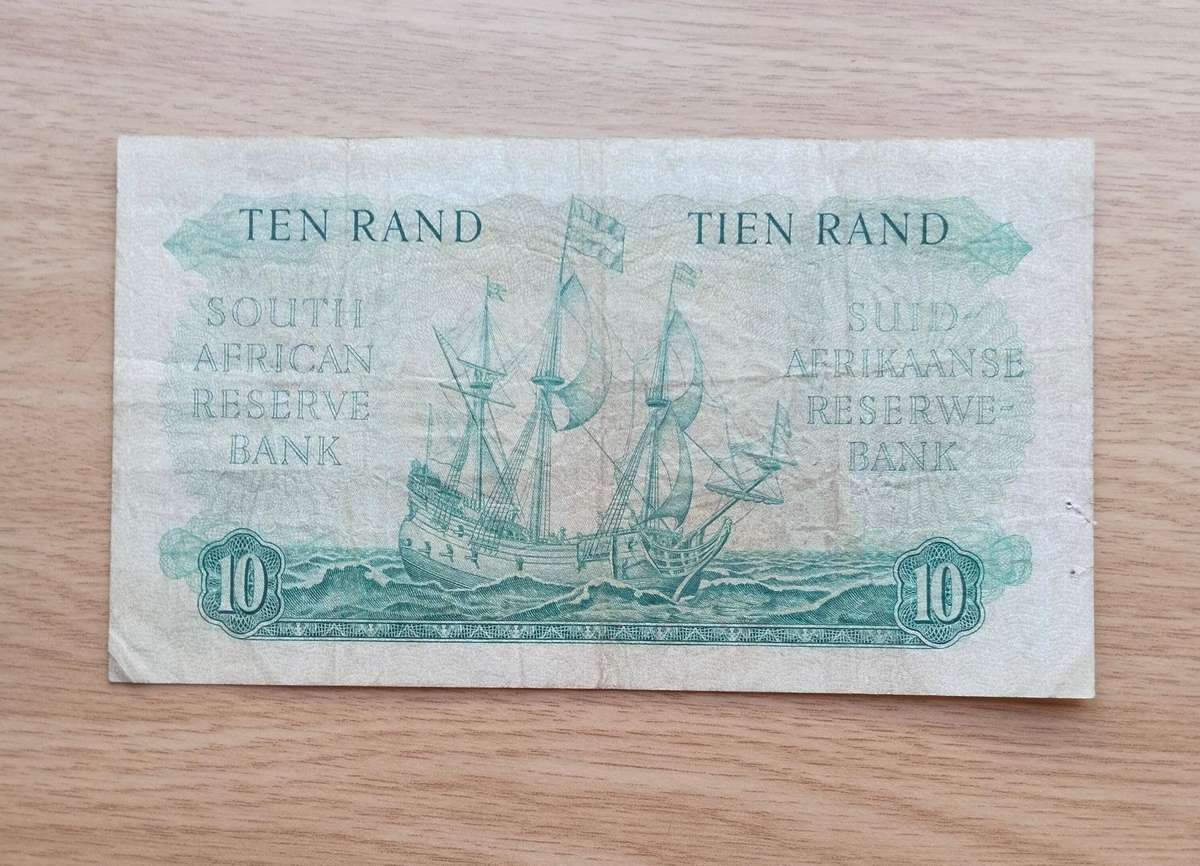 TEN RAND
TIEN RAND
SOUTH
AFRICAN
RESERVE
BANK
SUID-
AFRIKAANSE
RESERWE-
BANK
10
10